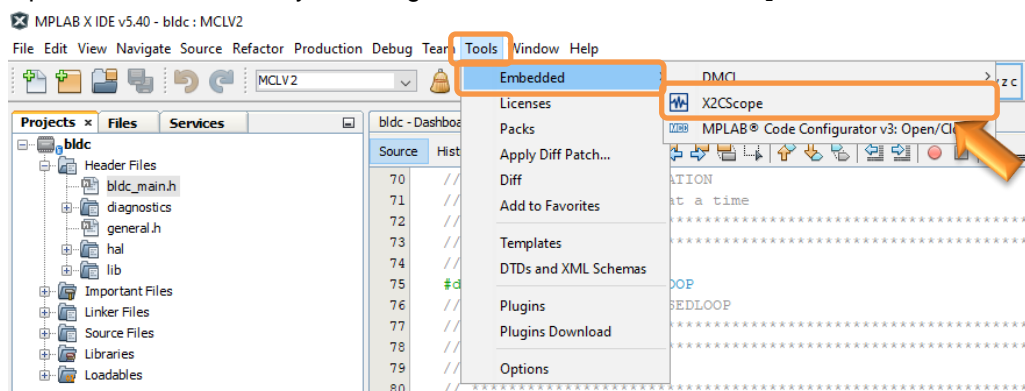 MPLAB X IDE v5.40 - bldc : MCLV2
File Edit View Navigate Source Refactor Production Debug Team Tools Window Help
MCLV2
Projects × Files Services
bldc
Header Files
bldc_main.h
diagnostics
general.h
hal
lib
Important Files
Linker Files
Source Files
Libraries
Loadables
bldc - Dashboa
Source Hist
70 //
71 //
72 //
73 //
74 //
75 #d
76 //
77 //
78 //
79 //
80 //
Embedded
Licenses
Packs
Apply Diff Patch...
Diff
Add to Favorites
Templates
DTDs and XML Schemas
Plugins
Plugins Download
Options
DMCI
X2CScope
MPLAB® Code Configurator v3: Open/Cl
y z c
ATION
at a time
*****************************************
*****************************************
OOP
SEDLOOP
*****************************************
*****************************************